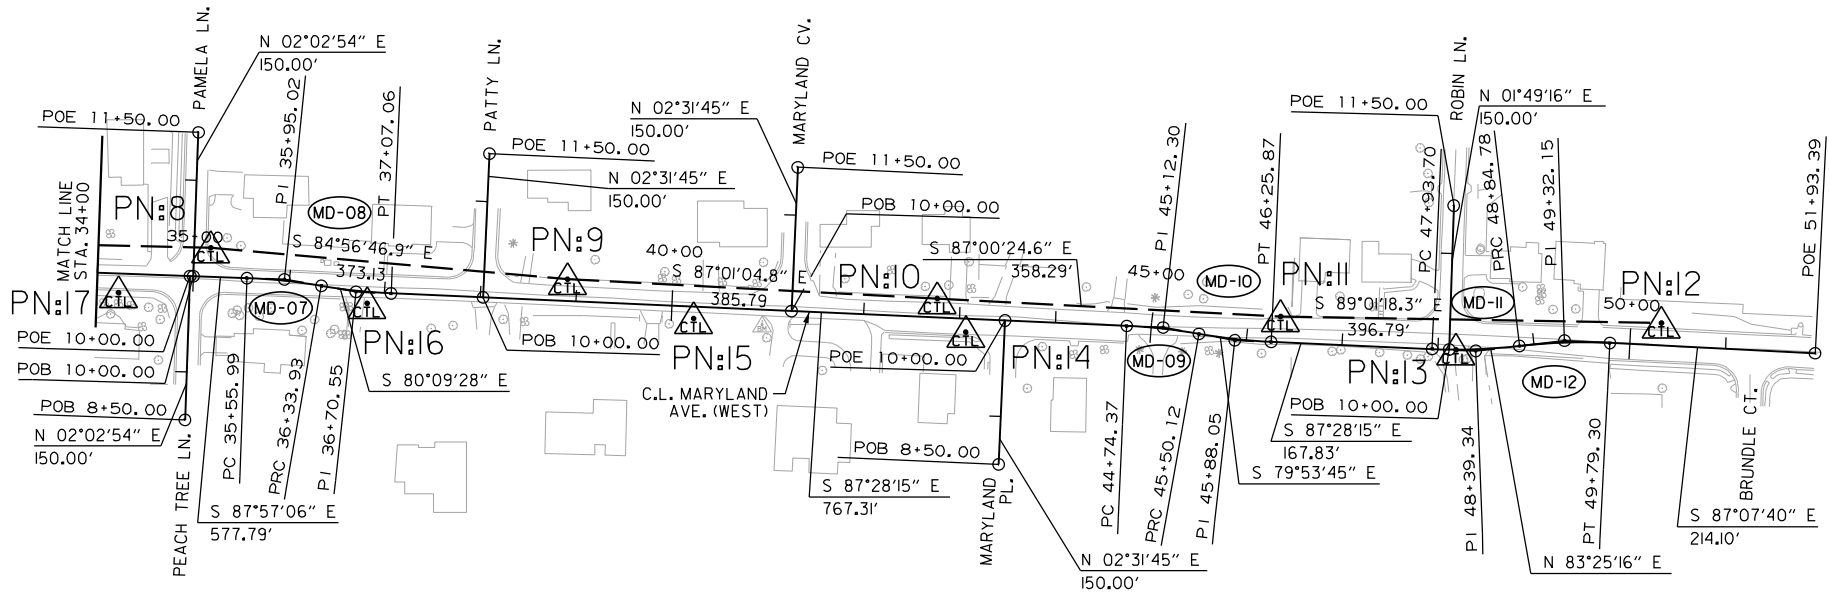 N 02°02'54" E
150.00'
PAMELA LN.
POE 11+50.00
MATCH LINE
STA. 34+00
PN:8
35+00
CTL
PI 35+95.02
PT 37+07.06
MD-08
S 84°56'46.9" E
373.13
PATTY LN.
POE 11+50.00
N 02°31'45" E
150.00'
PN:9
CTL
N 02°31'45" E
150.00'
MARYLAND CV.
POE 11+50.00
POB 10+00.00
40+00
S 87°01'04.8" E
385.79
PN:10
CTL
S 87°00'24.6" E
358.29'
PI 45+12.30
45+00
MD-10
PT 46+25.87
PN:11
CTL
S 89°01'18.3" E
396.79'
POE 11+50.00
ROBIN LN.
N 01°49'16" E
150.00'
PC 47+93.70
PRC 48+84.78
PI 49+32.15
MD-11
50+00
PN:12
CTL
POE 51+93.39
PN:17
CTL
MD-07
CTL
PN:16
POE 10+00.00
POB 10+00.00
POB 8+50.00
N 02°02'54" E
150.00'
PEACH TREE LN.
S 87°57'06" E
577.79'
PC 35+55.99
PRC 36+33.93
PI 36+70.55
S 80°09'28" E
POB 10+00.00
CTL
PN:15
C.L. MARYLAND
AVE. (WEST)
S 87°28'15" E
767.31'
POE 10+00.00
CTL
PN:14
POB 8+50.00
MARYLAND
PL.
N 02°31'45" E
150.00'
MD-09
PC 44+74.37
PRC 45+50.12
PI 45+88.05
S 79°53'45" E
S 87°28'15" E
167.83'
PN:13
CTL
POB 10+00.00
PI 48+39.34
MD-12
PT 49+79.30
N 83°25'16" E
S 87°07'40" E
214.10'
BRUNDLE CT.